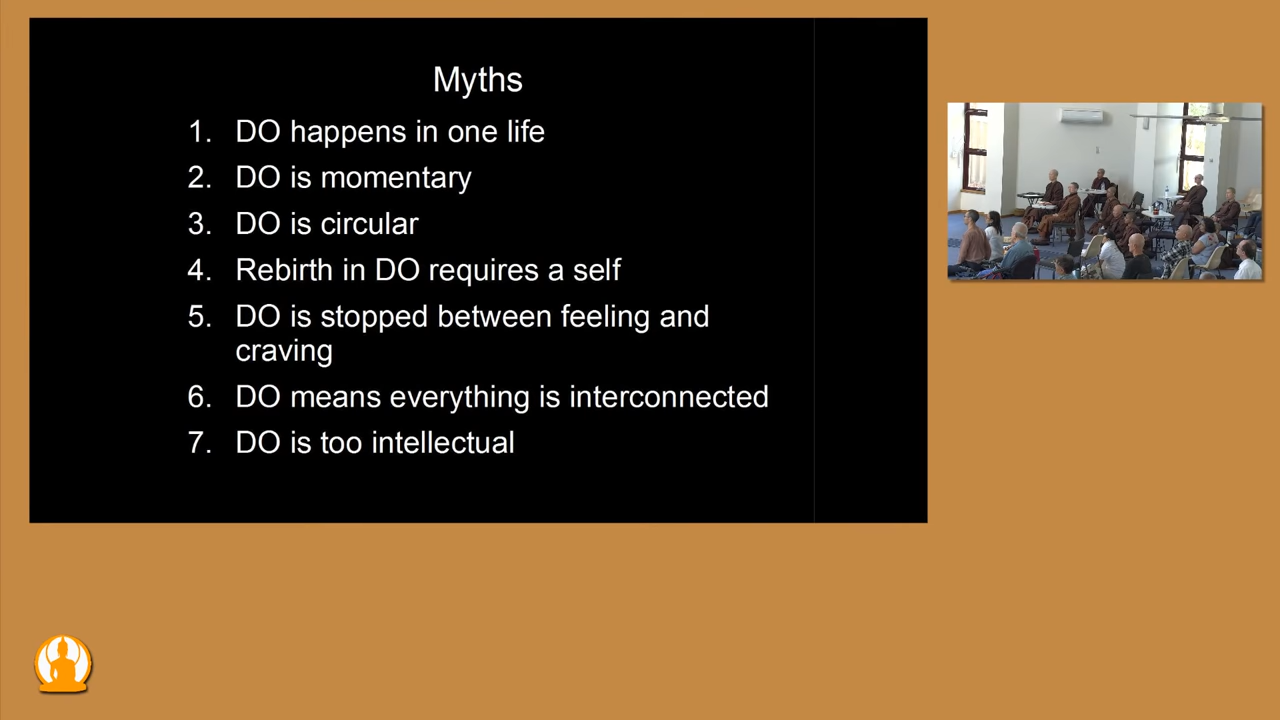 Myths
1. DO happens in one life
2. DO is momentary
3. DO is circular
4. Rebirth in DO requires a self
5. DO is stopped between feeling and
craving
6. DO means everything is interconnected
7. DO is too intellectual